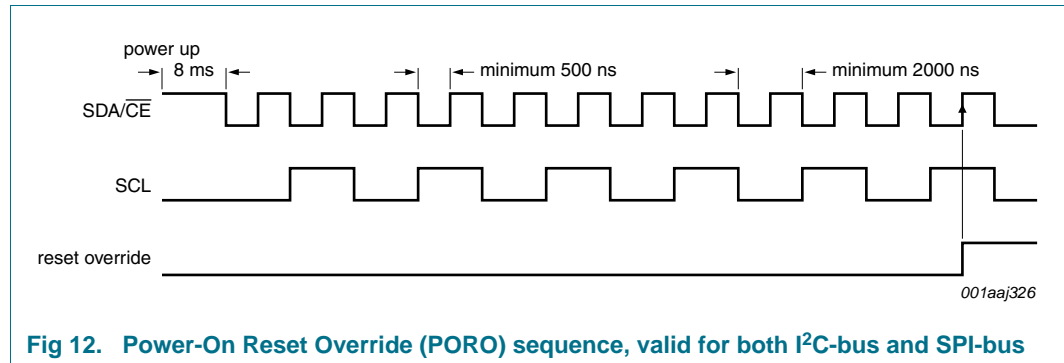 power up
8 ms
minimum 500 ns
minimum 2000 ns
SDA/CE
SCL
reset override
001aaj326
Fig 12. Power-On Reset Override (PORO) sequence, valid for both I²C-bus and SPI-bus